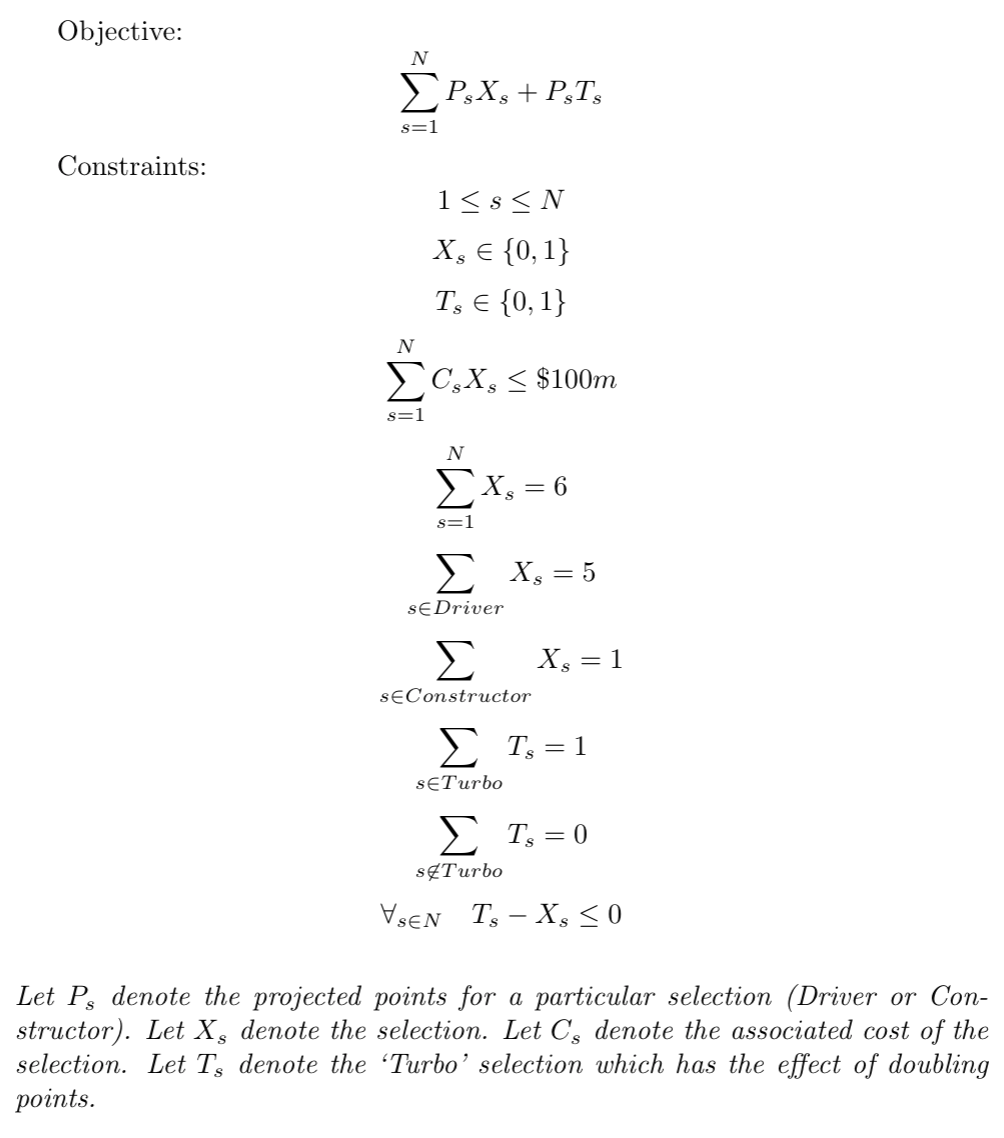 Objective:
\sum_{s=1}^{N} P_s X_s + P_s T_s
Constraints:
1 \leq s \leq N
X_s \in \{0, 1\}
T_s \in \{0, 1\}
\sum_{s=1}^{N} C_s X_s \leq \$100m
\sum_{s=1}^{N} X_s = 6
\sum_{s \in Driver} X_s = 5
\sum_{s \in Constructor} X_s = 1
\sum_{s \in Turbo} T_s = 1
\sum_{s \notin Turbo} T_s = 0
\forall_{s \in N} \quad T_s - X_s \leq 0
Let P_s denote the projected points for a particular selection (Driver or Con-
structor). Let X_s denote the selection. Let C_s denote the associated cost of the
selection. Let T_s denote the ‘Turbo’ selection which has the effect of doubling
points.